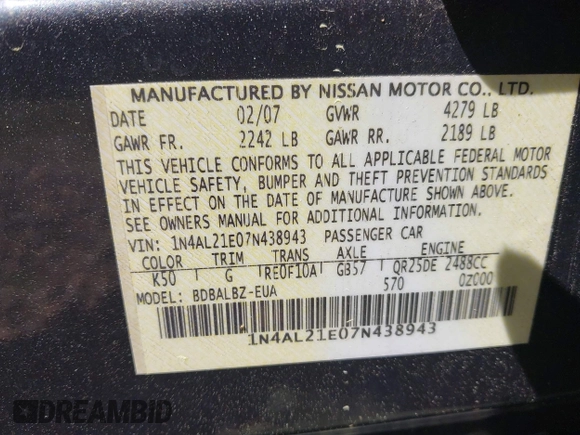 MANUFACTURED BY NISSAN MOTOR CO., LTD.
DATE 02/07 GVWR 4279 LB
GAWR FR. 2242 LB GAWR RR. 2189 LB
THIS VEHICLE CONFORMS TO ALL APPLICABLE FEDERAL MOTOR
VEHICLE SAFETY, BUMPER AND THEFT PREVENTION STANDARDS
IN EFFECT ON THE DATE OF MANUFACTURE SHOWN ABOVE.
SEE OWNERS MANUAL FOR ADDITIONAL INFORMATION.
VIN: 1N4AL21E07N438943 PASSENGER CAR
COLOR TRIM TRANS AXLE ENGINE
K50 G RE0F10A GB57 QR25DE 2488CC
MODEL: BDBALBZ-EUA 570 0Z000
1N4AL21E07N438943
DREAMBID